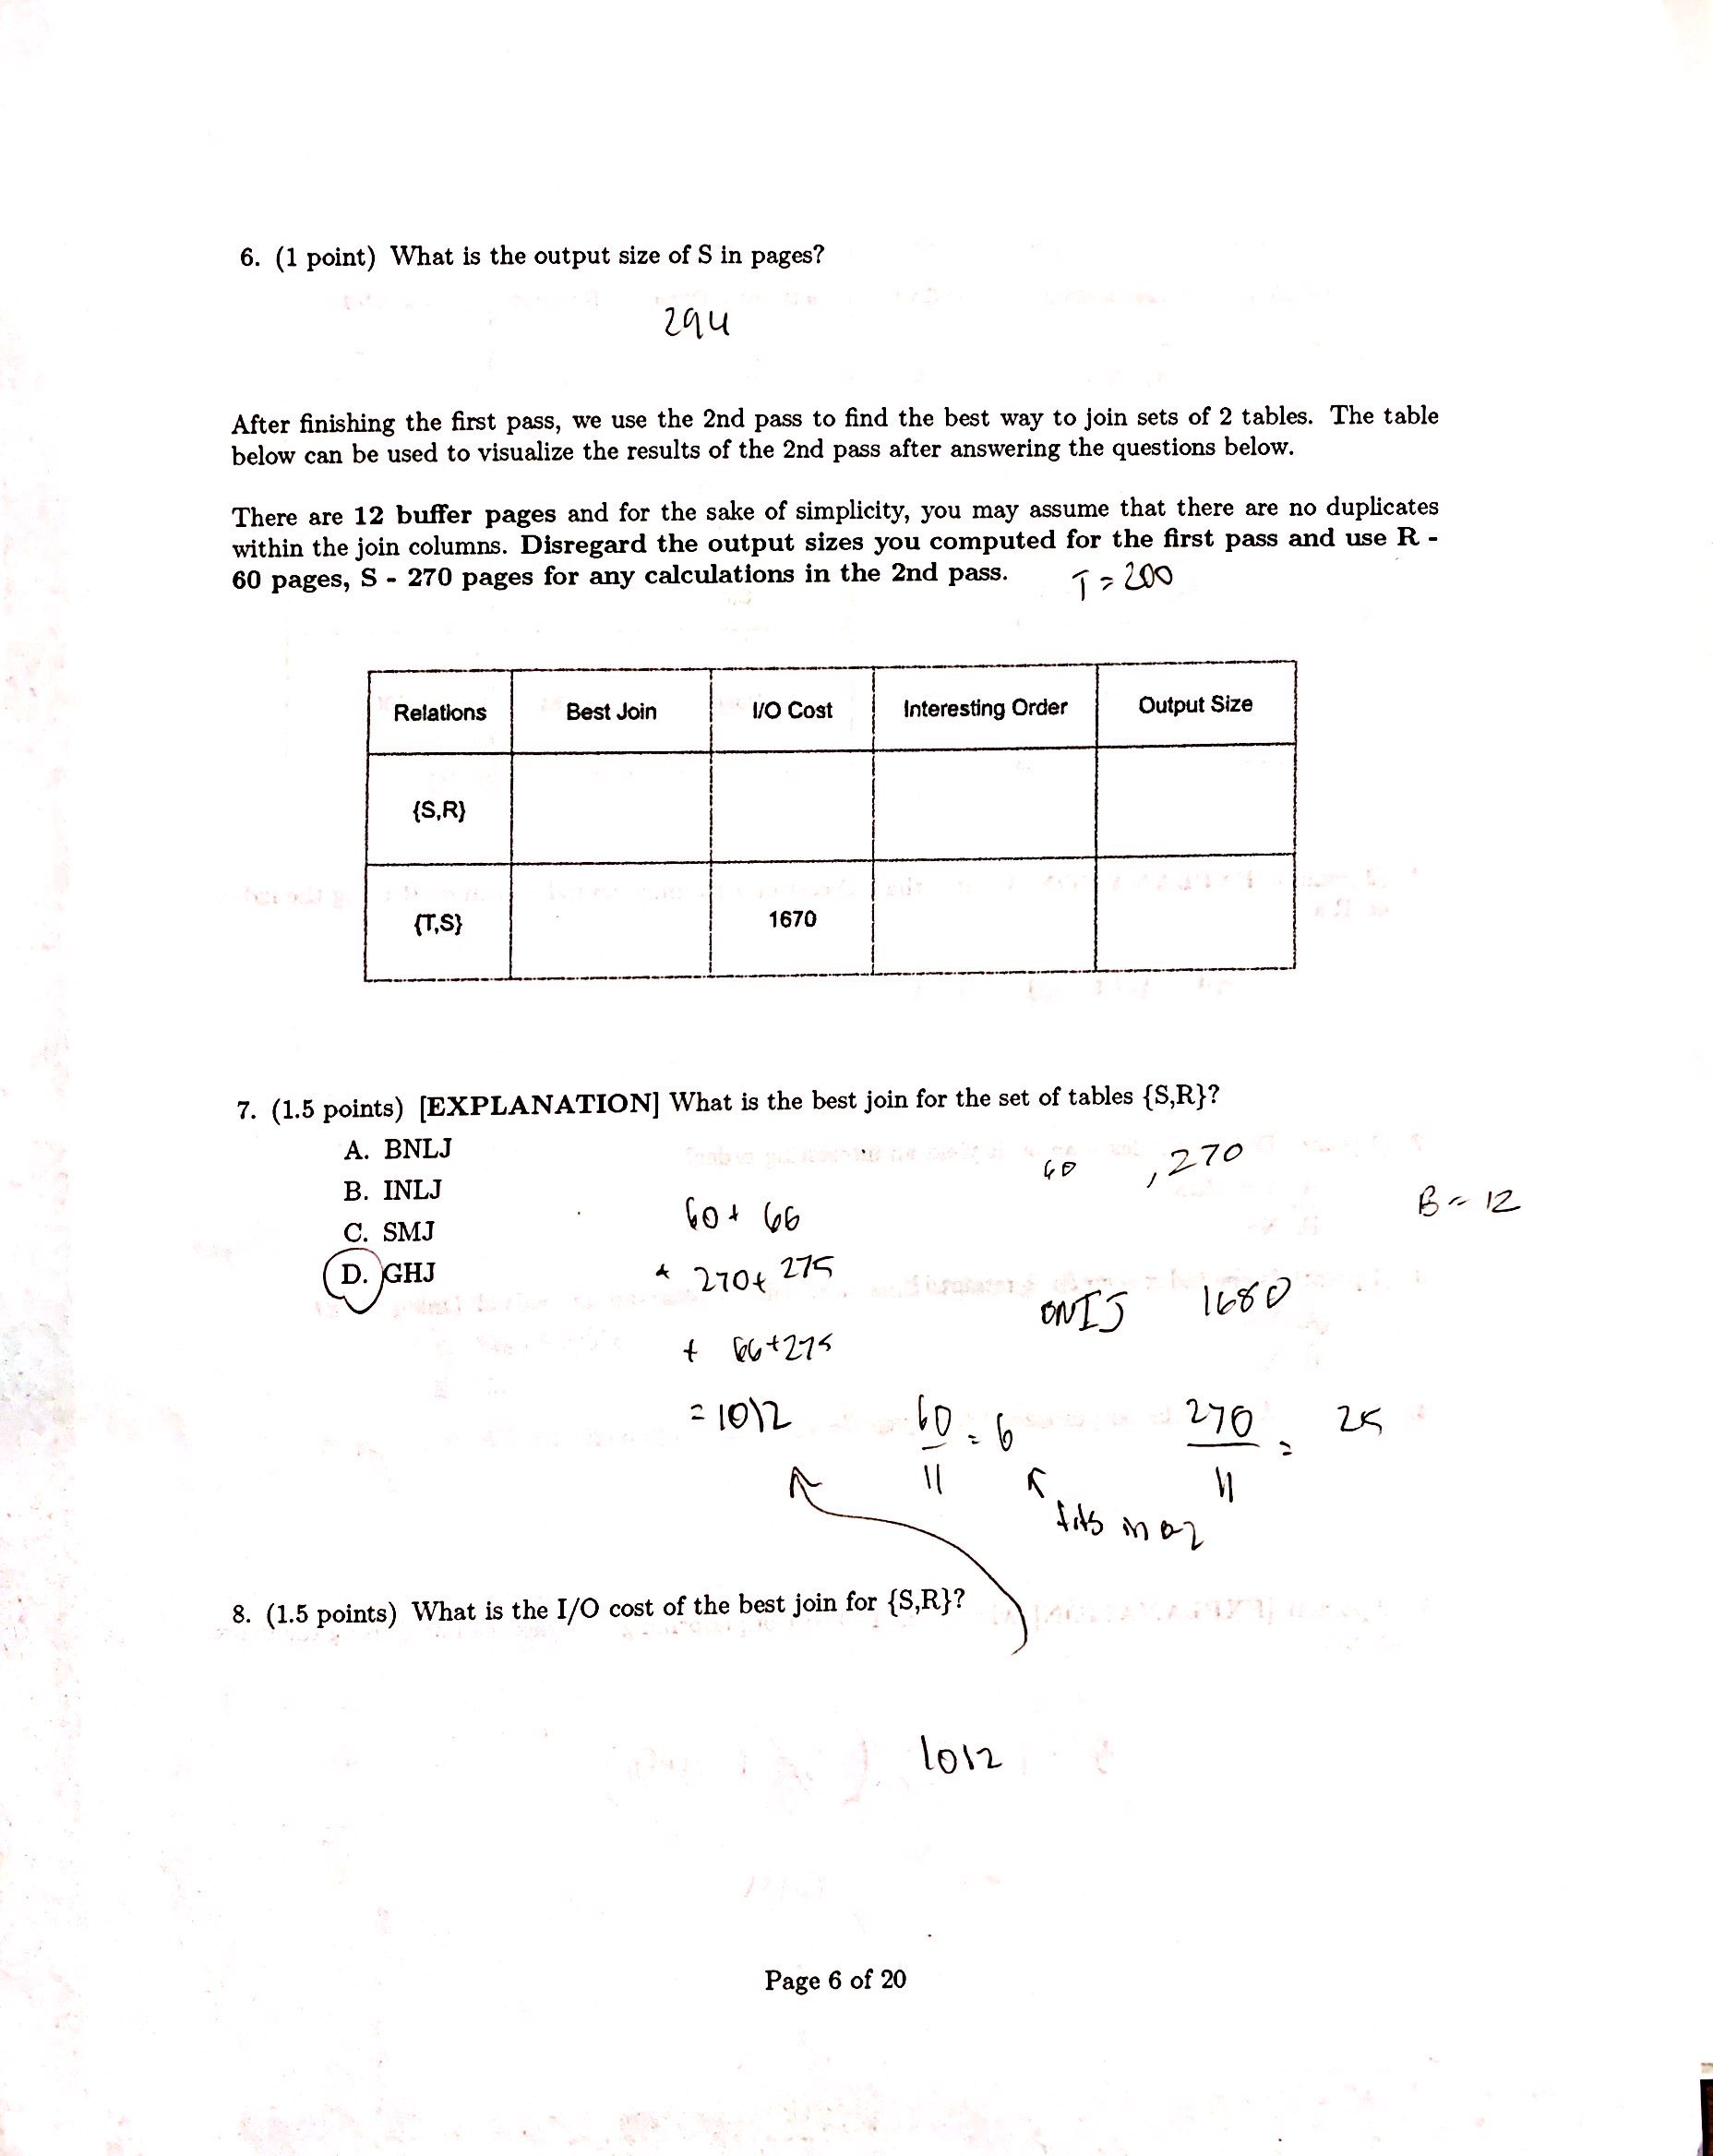 6. (1 point) What is the output size of S in pages?
294
After finishing the first pass, we use the 2nd pass to find the best way to join sets of 2 tables. The table
below can be used to visualize the results of the 2nd pass after answering the questions below.
There are 12 buffer pages and for the sake of simplicity, you may assume that there are no duplicates
within the join columns. Disregard the output sizes you computed for the first pass and use R -
60 pages, S - 270 pages for any calculations in the 2nd pass. T = 200
Relations Best Join I/O Cost Interesting Order Output Size
{S,R}
{T,S} 1670
7. (1.5 points) [EXPLANATION] What is the best join for the set of tables {S,R}?
A. BNLJ
B. INLJ
C. SMJ
D. GHJ
60 , 270
B = 12
60 + 66
+ 270 + 275
+ 66 + 275
= 1012
1680
60/11 = 6
270/11 = 25
fits in
8. (1.5 points) What is the I/O cost of the best join for {S,R}?
1012
Page 6 of 20